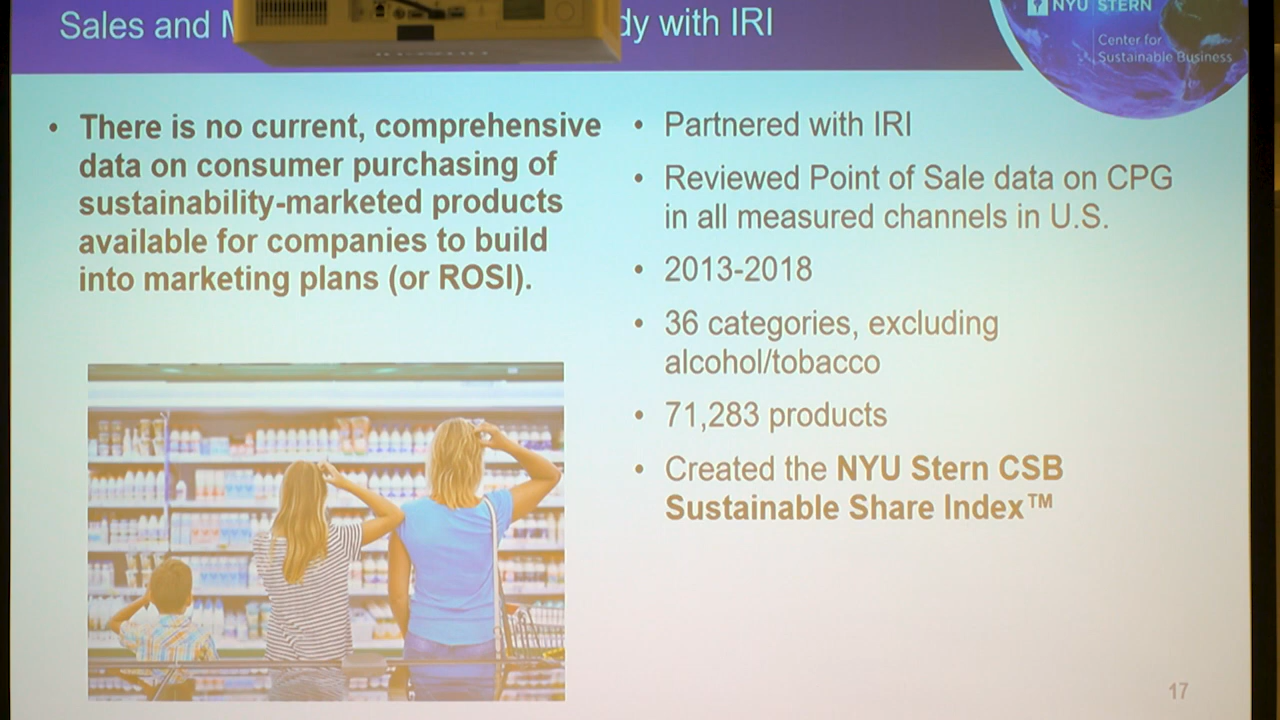 Sales and
dy with IRI
NYU STERN
Center for
Sustainable Business
• There is no current, comprehensive
data on consumer purchasing of
sustainability-marketed products
available for companies to build
into marketing plans (or ROSI).
• Partnered with IRI
• Reviewed Point of Sale data on CPG
in all measured channels in U.S.
• 2013-2018
• 36 categories, excluding
alcohol/tobacco
• 71,283 products
• Created the NYU Stern CSB
Sustainable Share Index™
17